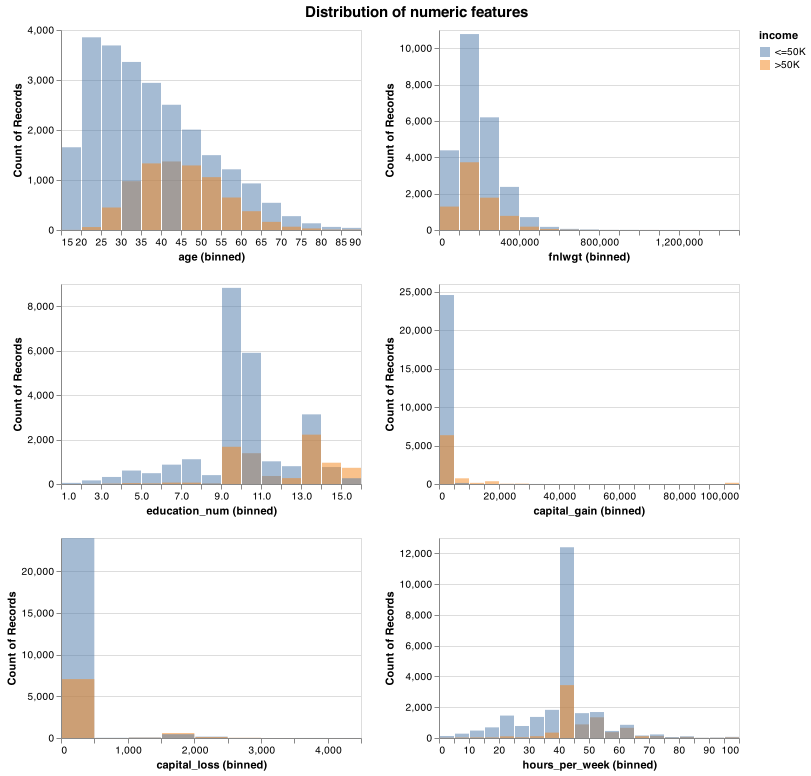 Distribution of numeric features
income
<=50K
>50K
4,000
3,000
2,000
1,000
0
Count of Records
15 20 25 30 35 40 45 50 55 60 65 70 75 80 85 90
age (binned)
10,000
8,000
6,000
4,000
2,000
0
Count of Records
0 400,000 800,000 1,200,000
fnlwgt (binned)
8,000
6,000
4,000
2,000
0
Count of Records
1.0 3.0 5.0 7.0 9.0 11.0 13.0 15.0
education_num (binned)
25,000
20,000
15,000
10,000
5,000
0
Count of Records
0 20,000 40,000 60,000 80,000 100,000
capital_gain (binned)
20,000
15,000
10,000
5,000
0
Count of Records
0 1,000 2,000 3,000 4,000
capital_loss (binned)
12,000
10,000
8,000
6,000
4,000
2,000
0
Count of Records
0 10 20 30 40 50 60 70 80 90 100
hours_per_week (binned)